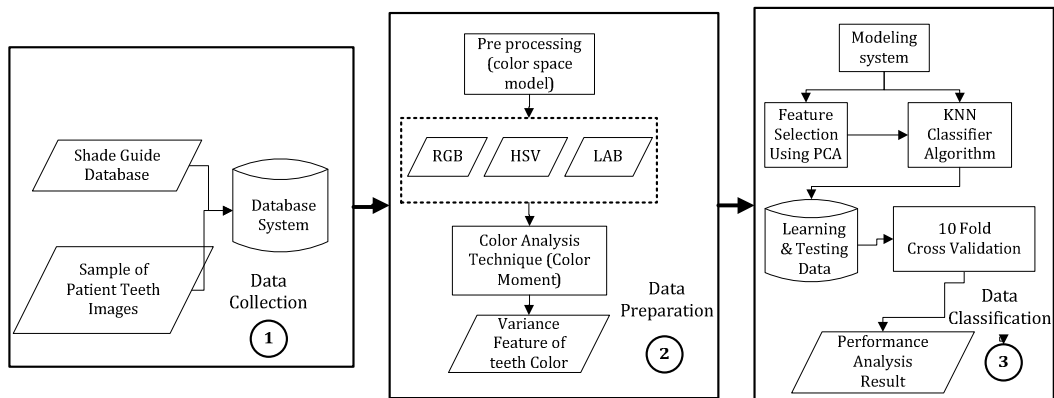 Shade Guide
Database
Sample of
Patient Teeth
Images
Database
System
Data
Collection
1
Pre processing
(color space
model)
RGB
HSV
LAB
Color Analysis
Technique (Color
Moment)
Variance
Feature of
teeth Color
Data
Preparation
2
Modeling
system
Feature
Selection
Using PCA
KNN
Classifier
Algorithm
Learning
& Testing
Data
10 Fold
Cross Validation
Performance
Analysis
Result
Data
Classification
3